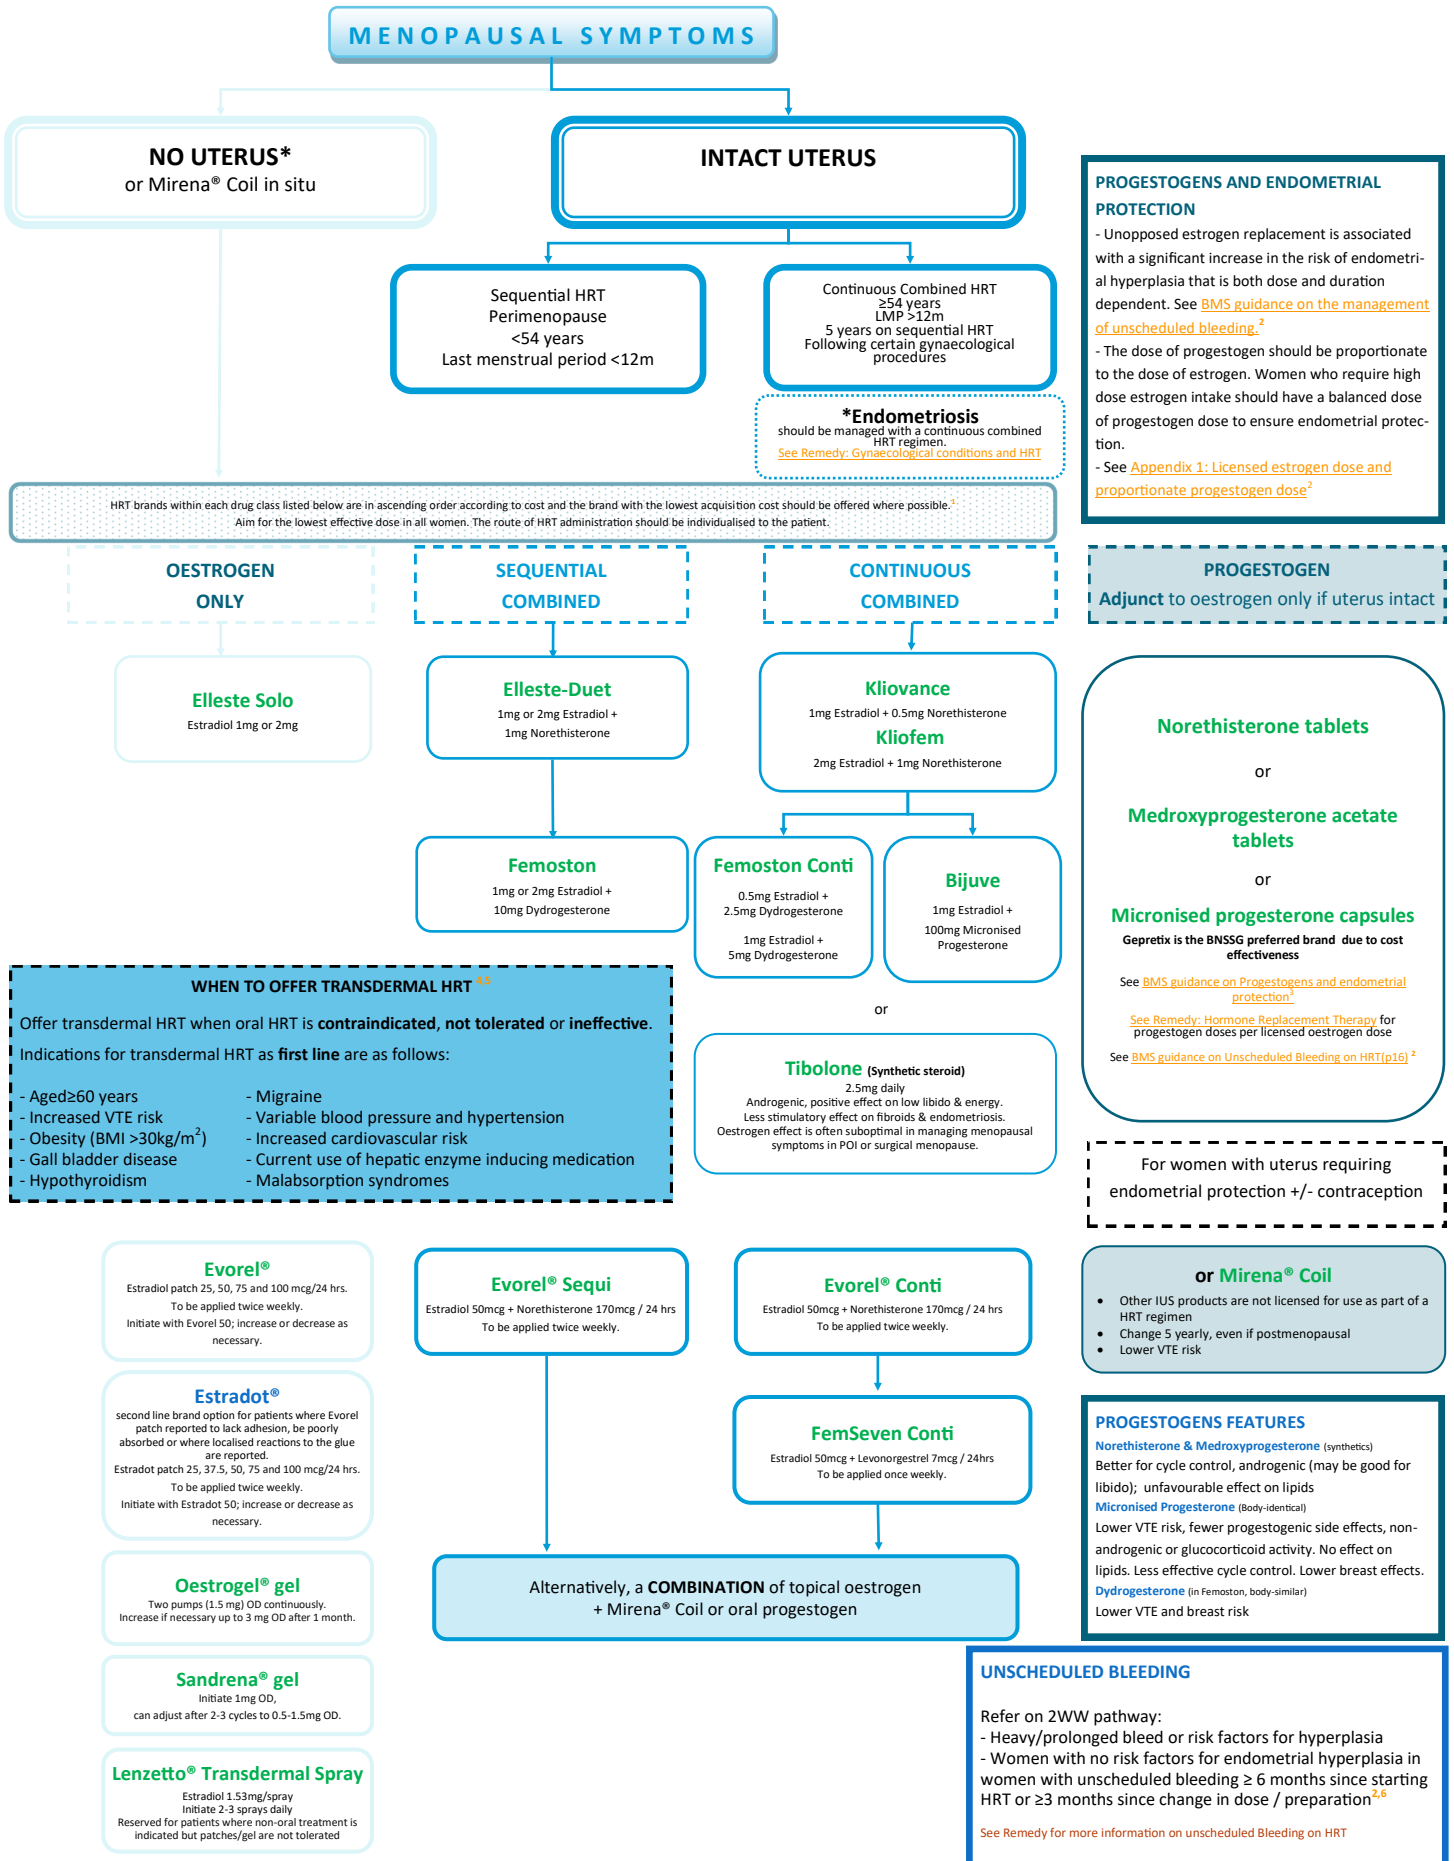 MENOPAUSAL SYMPTOMS
NO UTERUS*
or Mirena® Coil in situ
INTACT UTERUS
Sequential HRT
Perimenopause
<54 years
Last menstrual period <12m
Continuous Combined HRT
≥54 years
LMP >12m
5 years on sequential HRT
Following certain gynaecological
procedures
*Endometriosis
should be managed with a continuous combined
HRT regimen.
See Remedy: Gynaecological conditions and HRT
PROGESTOGENS AND ENDOMETRIAL
PROTECTION
- Unopposed estrogen replacement is associated
with a significant increase in the risk of endometri-
al hyperplasia that is both dose and duration
dependent. See BMS guidance on the management
of unscheduled bleeding.2
- The dose of progestogen should be proportionate
to the dose of estrogen. Women who require high
dose estrogen intake should have a balanced dose
of progestogen dose to ensure endometrial protec-
tion.
- See Appendix 1: Licensed estrogen dose and
proportionate progestogen dose2
HRT brands within each drug class listed below are in ascending order according to cost and the brand with the lowest acquisition cost should be offered where possible.1
Aim for the lowest effective dose in all women. The route of HRT administration should be individualised to the patient.
OESTROGEN
ONLY
SEQUENTIAL
COMBINED
CONTINUOUS
COMBINED
PROGESTOGEN
Adjunct to oestrogen only if uterus intact
Elleste Solo
Estradiol 1mg or 2mg
Elleste-Duet
1mg or 2mg Estradiol +
1mg Norethisterone
Kliovance
1mg Estradiol + 0.5mg Norethisterone
Kliofem
2mg Estradiol + 1mg Norethisterone
Femoston
1mg or 2mg Estradiol +
10mg Dydrogesterone
Femoston Conti
0.5mg Estradiol +
2.5mg Dydrogesterone
1mg Estradiol +
5mg Dydrogesterone
Bijuve
1mg Estradiol +
100mg Micronised
Progesterone
or
Tibolone (Synthetic steroid)
2.5mg daily
Androgenic, positive effect on low libido & energy.
Less stimulatory effect on fibroids & endometriosis.
Oestrogen effect is often suboptimal in managing menopausal
symptoms in POI or surgical menopause.
Norethisterone tablets
or
Medroxyprogesterone acetate
tablets
or
Micronised progesterone capsules
Gepretix is the BNSSG preferred brand due to cost
effectiveness
See BMS guidance on Progestogens and endometrial
protection3
See Remedy: Hormone Replacement Therapy for
progestogen doses per licensed oestrogen dose
See BMS guidance on Unscheduled Bleeding on HRT(p16) 2
WHEN TO OFFER TRANSDERMAL HRT 4,5
Offer transdermal HRT when oral HRT is contraindicated, not tolerated or ineffective.
Indications for transdermal HRT as first line are as follows:
- Aged≥60 years
- Increased VTE risk
- Obesity (BMI >30kg/m2)
- Gall bladder disease
- Hypothyroidism
- Migraine
- Variable blood pressure and hypertension
- Increased cardiovascular risk
- Current use of hepatic enzyme inducing medication
- Malabsorption syndromes
For women with uterus requiring
endometrial protection +/- contraception
Evorel®
Estradiol patch 25, 50, 75 and 100 mcg/24 hrs.
To be applied twice weekly.
Initiate with Evorel 50; increase or decrease as
necessary.
Estradot®
second line brand option for patients where Evorel
patch reported to lack adhesion, be poorly
absorbed or where localised reactions to the glue
are reported.
Estradot patch 25, 37.5, 50, 75 and 100 mcg/24 hrs.
To be applied twice weekly.
Initiate with Estradot 50; increase or decrease as
necessary.
Oestrogel® gel
Two pumps (1.5 mg) OD continuously.
Increase if necessary up to 3 mg OD after 1 month.
Sandrena® gel
Initiate 1mg OD,
can adjust after 2-3 cycles to 0.5-1.5mg OD.
Lenzetto® Transdermal Spray
Estradiol 1.53mg/spray
Initiate 2-3 sprays daily
Reserved for patients where non-oral treatment is
indicated but patches/gel are not tolerated
Evorel® Sequi
Estradiol 50mcg + Norethisterone 170mcg / 24 hrs
To be applied twice weekly.
Evorel® Conti
Estradiol 50mcg + Norethisterone 170mcg / 24 hrs
To be applied twice weekly.
FemSeven Conti
Estradiol 50mcg + Levonorgestrel 7mcg / 24hrs
To be applied once weekly.
Alternatively, a COMBINATION of topical oestrogen
+ Mirena® Coil or oral progestogen
or Mirena® Coil
• Other IUS products are not licensed for use as part of a
HRT regimen
• Change 5 yearly, even if postmenopausal
• Lower VTE risk
PROGESTOGENS FEATURES
Norethisterone & Medroxyprogesterone (synthetics)
Better for cycle control, androgenic (may be good for
libido); unfavourable effect on lipids
Micronised Progesterone (Body-identical)
Lower VTE risk, fewer progestogenic side effects, non-
androgenic or glucocorticoid activity. No effect on
lipids. Less effective cycle control. Lower breast effects.
Dydrogesterone (in Femoston, body-similar)
Lower VTE and breast risk
UNSCHEDULED BLEEDING
Refer on 2WW pathway:
- Heavy/prolonged bleed or risk factors for hyperplasia
- Women with no risk factors for endometrial hyperplasia in
women with unscheduled bleeding ≥ 6 months since starting
HRT or ≥3 months since change in dose / preparation2,6
See Remedy for more information on unscheduled Bleeding on HRT